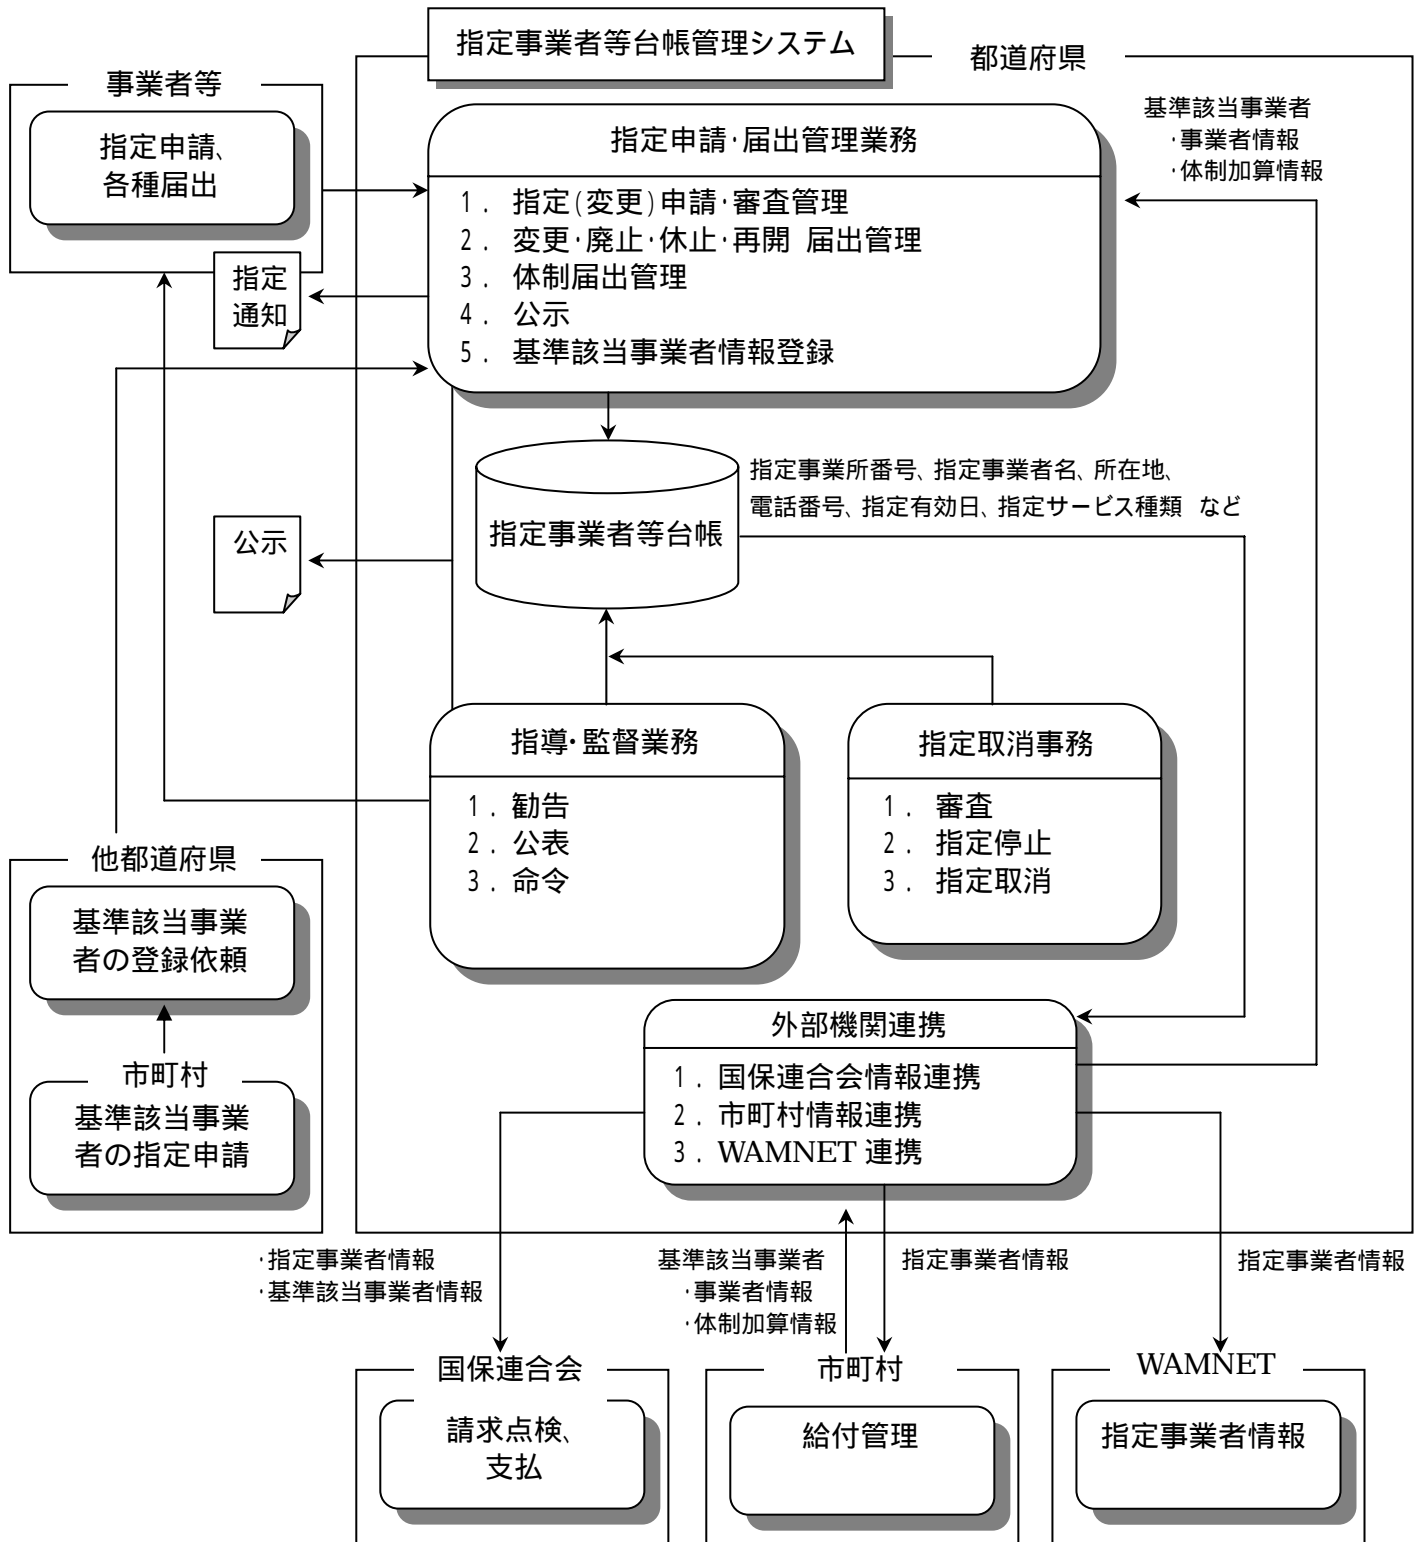 指定事業者等台帳管理システム
都道府県
事業者等
指定申請、
各種届出
指定
通知
指定申請・届出管理業務
1. 指定(変更)申請・審査管理
2. 変更・廃止・休止・再開 届出管理
3. 体制届出管理
4. 公示
5. 基準該当事業者情報登録
基準該当事業者
・事業者情報
・体制加算情報
指定事業者等台帳
指定事業所番号、指定事業者名、所在地、
電話番号、指定有効日、指定サービス種類 など
公示
指導・監督業務
1. 勧告
2. 公表
3. 命令
指定取消事務
1. 審査
2. 指定停止
3. 指定取消
他都道府県
基準該当事業
者の登録依頼
市町村
基準該当事業
者の指定申請
外部機関連携
1. 国保連合会情報連携
2. 市町村情報連携
3. WAMNET 連携
・指定事業者情報
・基準該当事業者情報
基準該当事業者
・事業者情報
・体制加算情報
指定事業者情報
指定事業者情報
国保連合会
請求点検、
支払
市町村
給付管理
WAMNET
指定事業者情報